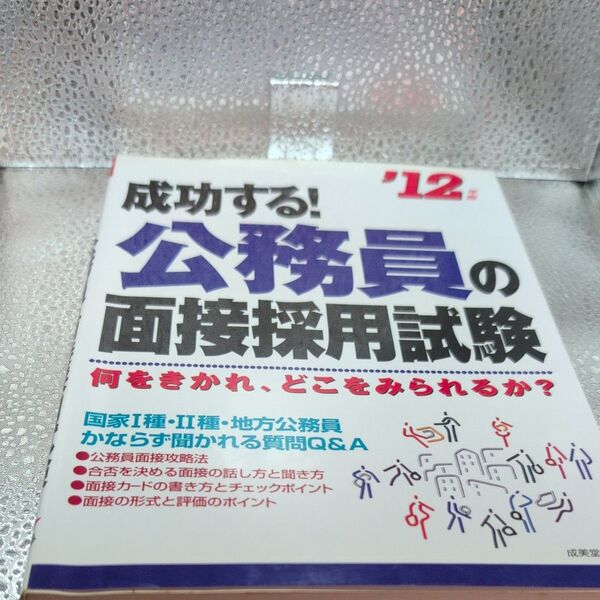 '12年版
成功する!
公務員の
面接採用試験
何をきかれ、どこをみられるか?
国家I種・II種・地方公務員
かならず聞かれる質問Q&A
●公務員面接攻略法
●合否を決める面接の話し方と聞き方
●面接カードの書き方とチェックポイント
●面接の形式と評価のポイント
成美堂